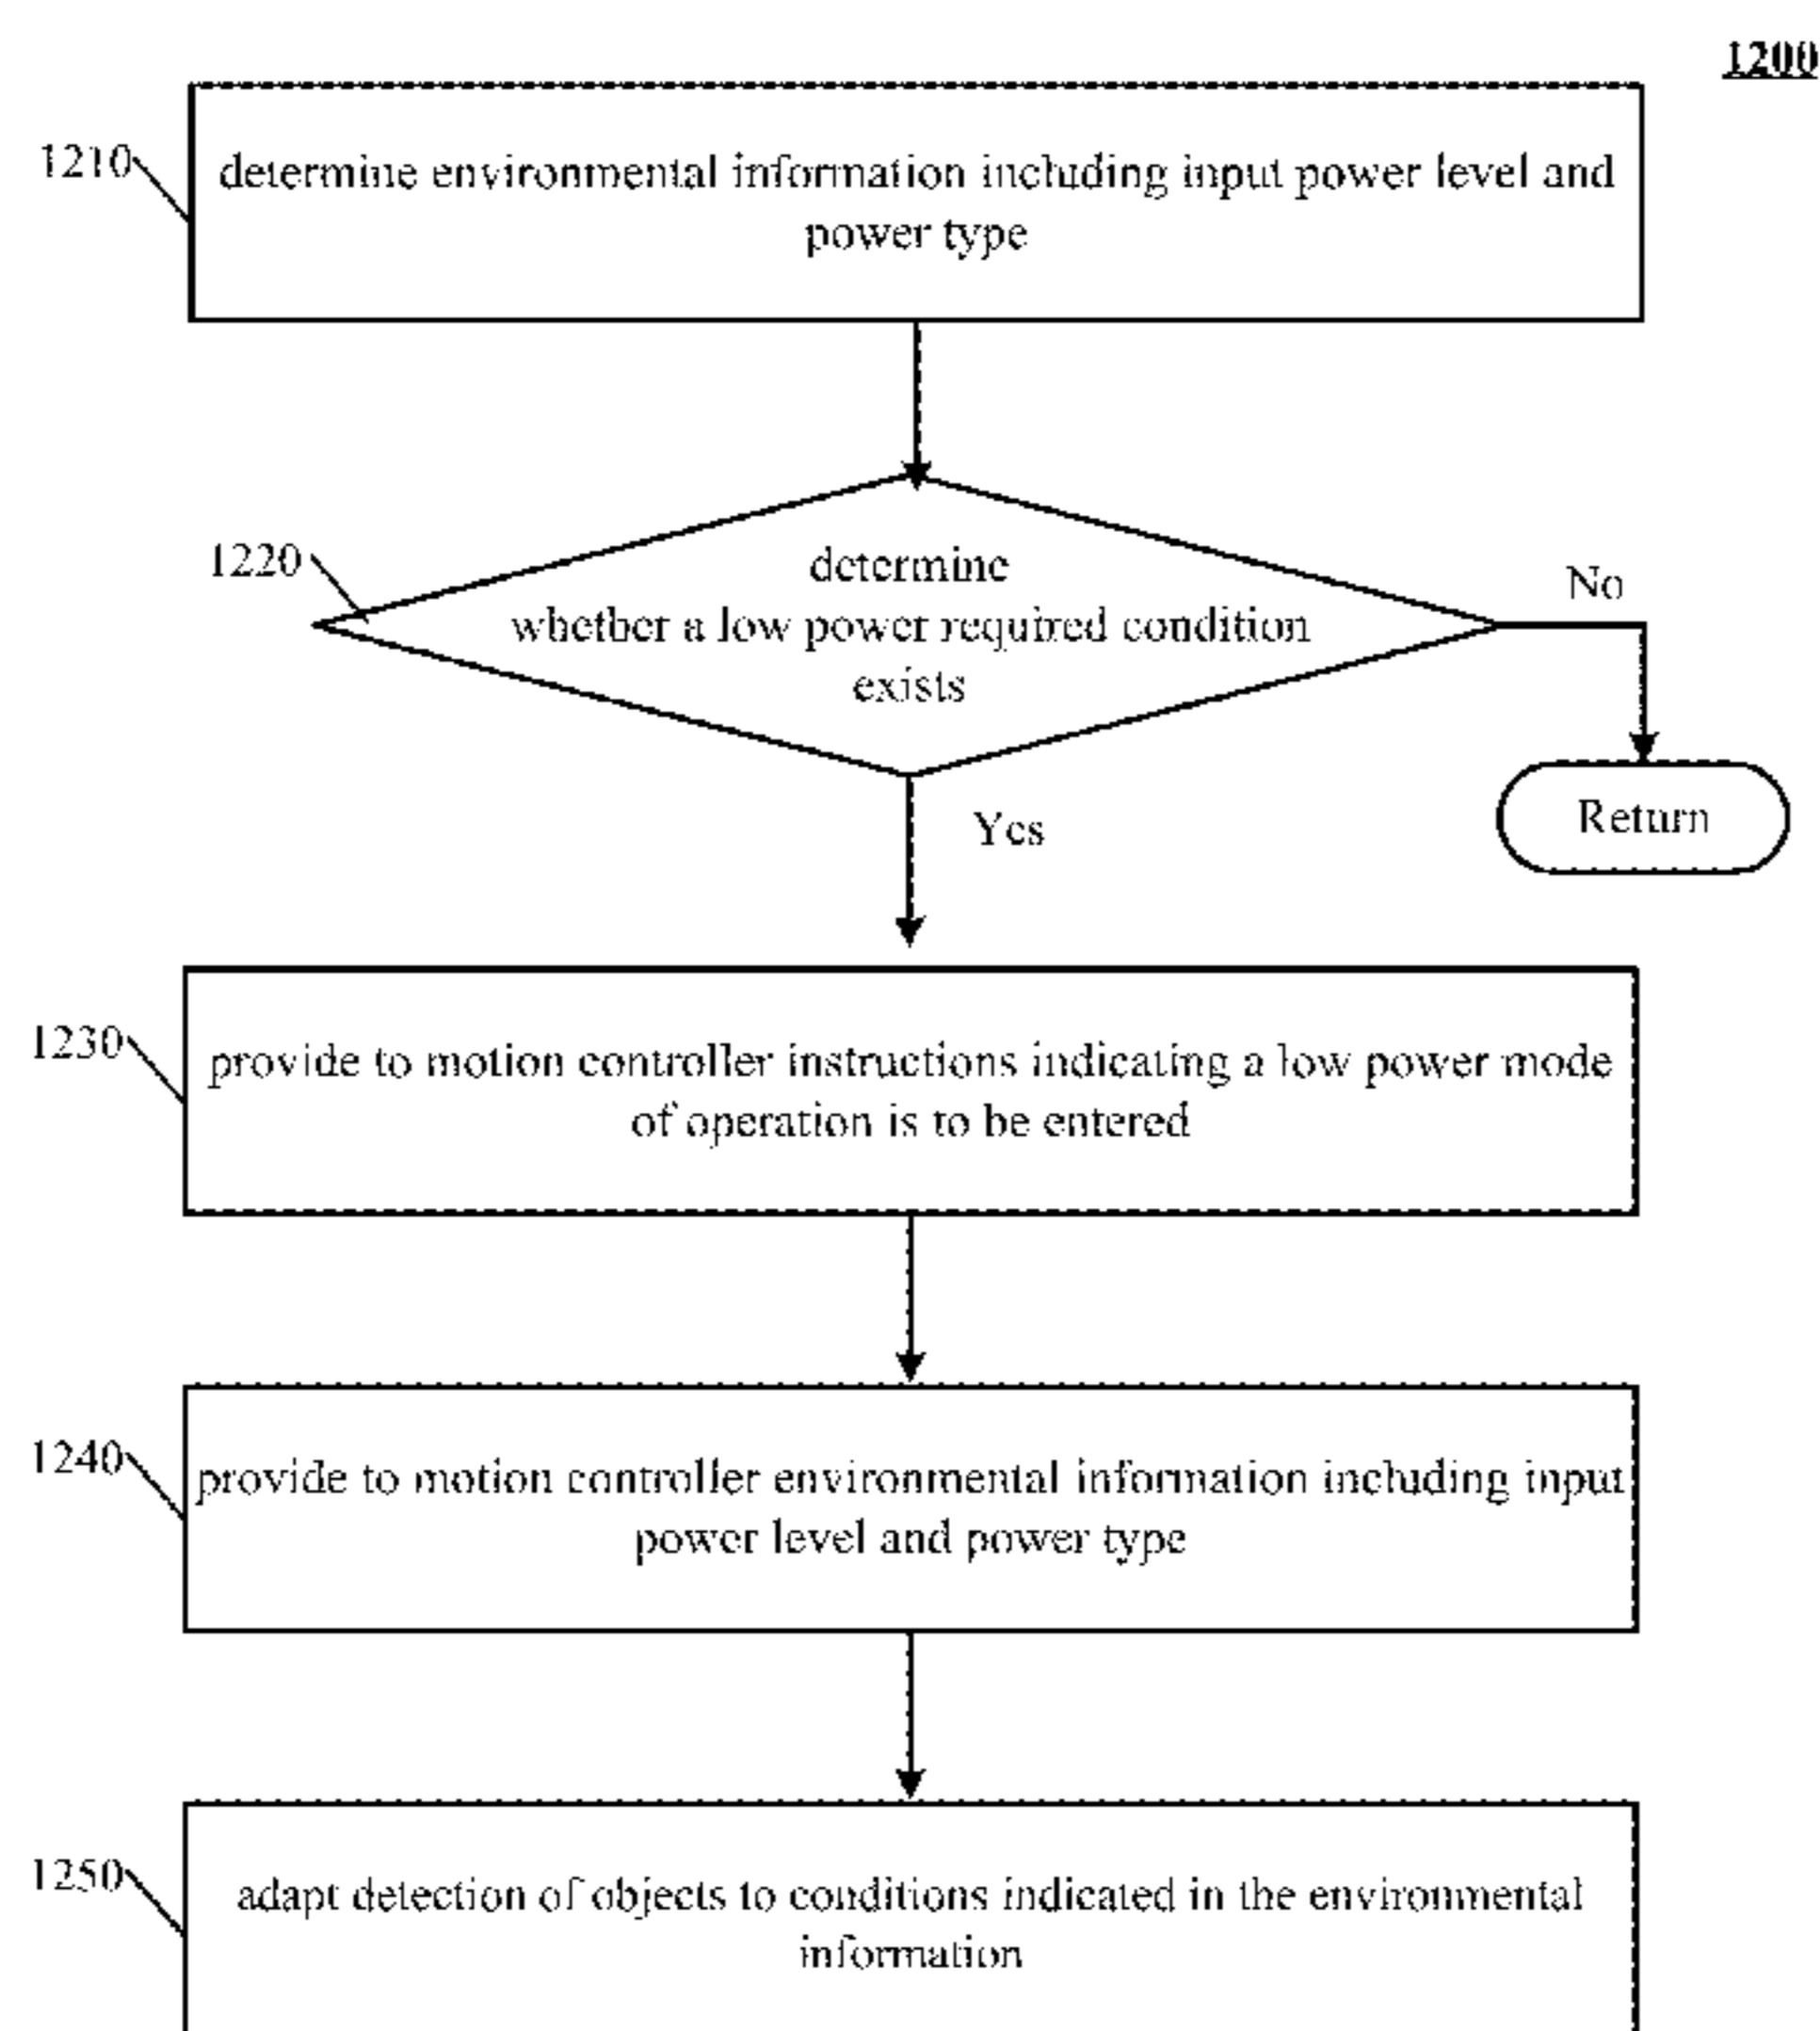 1200
1210
determine environmental information including input power level and
power type
1220
determine
whether a low power required condition
exists
No
Return
Yes
1230
provide to motion controller instructions indicating a low power mode
of operation is to be entered
1240
provide to motion controller environmental information including input
power level and power type
1250
adapt detection of objects to conditions indicated in the environmental
information